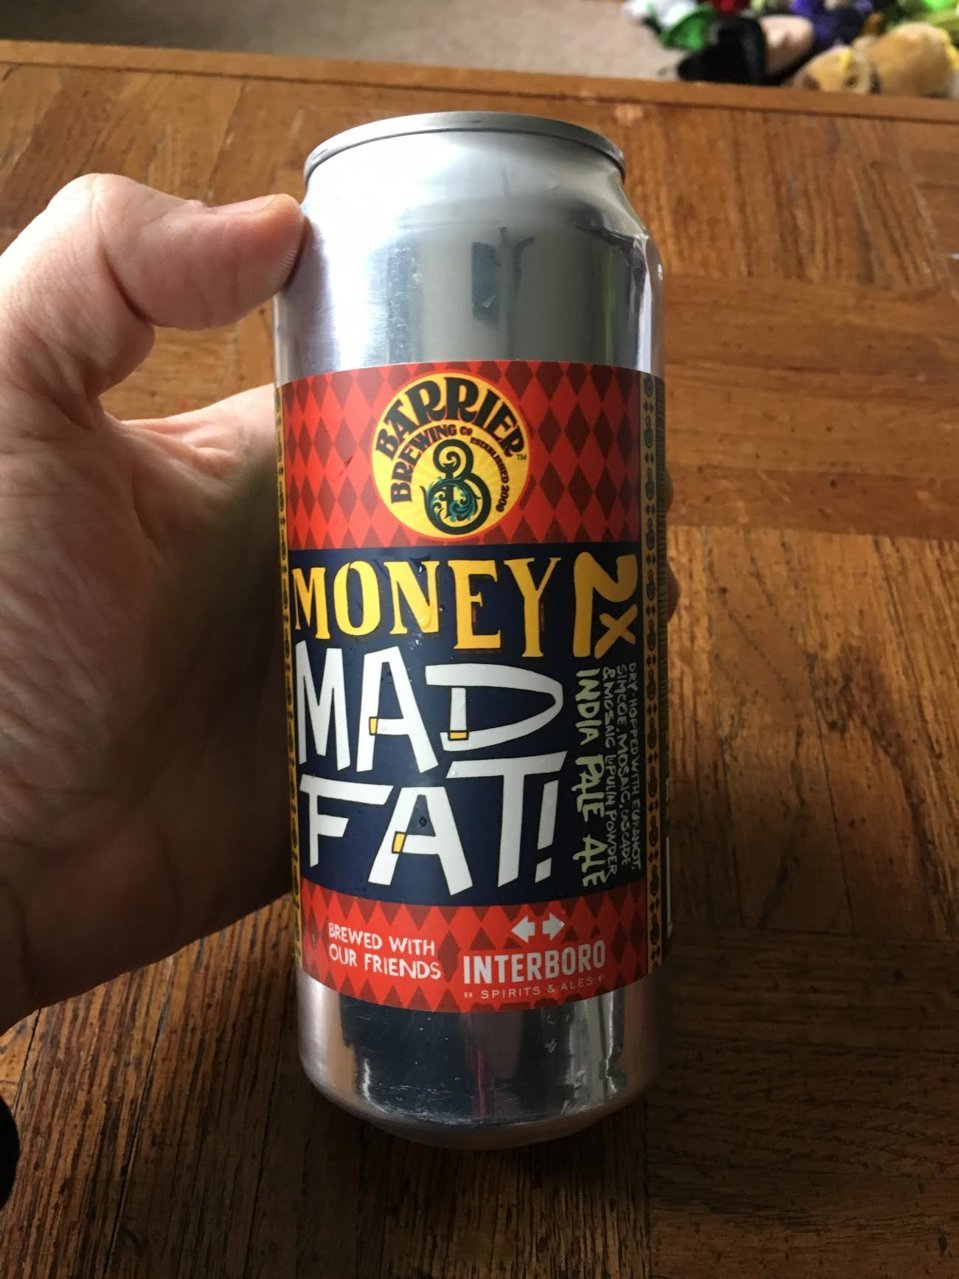 BARRIER
BREWING CO
ESTABLISHED 2009
TM
MONEY
2X
MAD
FAT!
INDIA PALE ALE
DRY-HOPPED WITH EUKANOT,
SIMCOE, MOSAIC, CASCADE
& MOSAIC LUPULIN POWDER
BREWED WITH
OUR FRIENDS
INTERBORO
SPIRITS & ALES